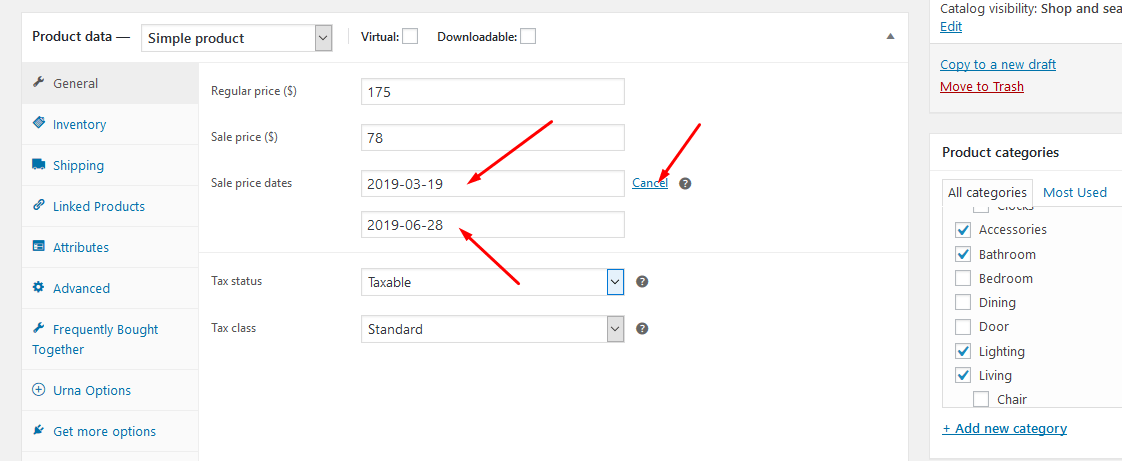 Product data — Simple product Virtual: Downloadable:
General
Inventory
Shipping
Linked Products
Attributes
Advanced
Frequently Bought
Together
Urna Options
Get more options
Regular price ($) 175
Sale price ($) 78
Sale price dates 2019-03-19 Cancel ?
2019-06-28
Tax status Taxable ?
Tax class Standard ?
Catalog visibility: Shop and sea
Edit
Copy to a new draft
Move to Trash
Product categories
All categories Most Used
Clocks
Accessories
Bathroom
Bedroom
Dining
Door
Lighting
Living
Chair
+ Add new category